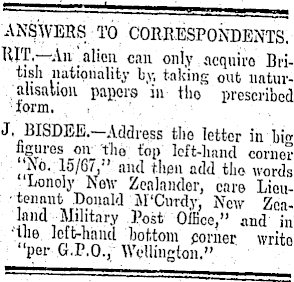 ANSWERS TO CORRESPONDENTS.
RIT.—An alien can only acquire Bri-
tish nationality by taking out natur-
alisation papers in the prescribed
form.
J. BISDEE.—Address the letter in big
figures on the top left-hand corner
"No. 15/67," and then add the words
"Lonely New Zealander, care Lieu-
tenant Donald M'Curdy, New Zea-
land Military Post Office," and in
the left-hand bottom corner write
"per G.P.O., Wellington."